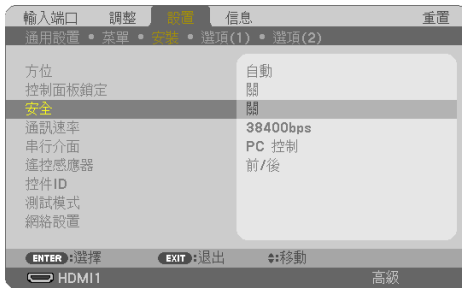 輸入端口 調整 設置 信息 重置
通用設置 • 菜單 • 安裝 • 選項(1) • 選項(2)
方位 自動
控制面板鎖定 關
安全 關
通訊速率 38400bps
串行介面 PC 控制
遙控感應器 前/後
控件ID
測試模式
網絡設置
ENTER :選擇 EXIT :退出 :移動
HDMI1 高級